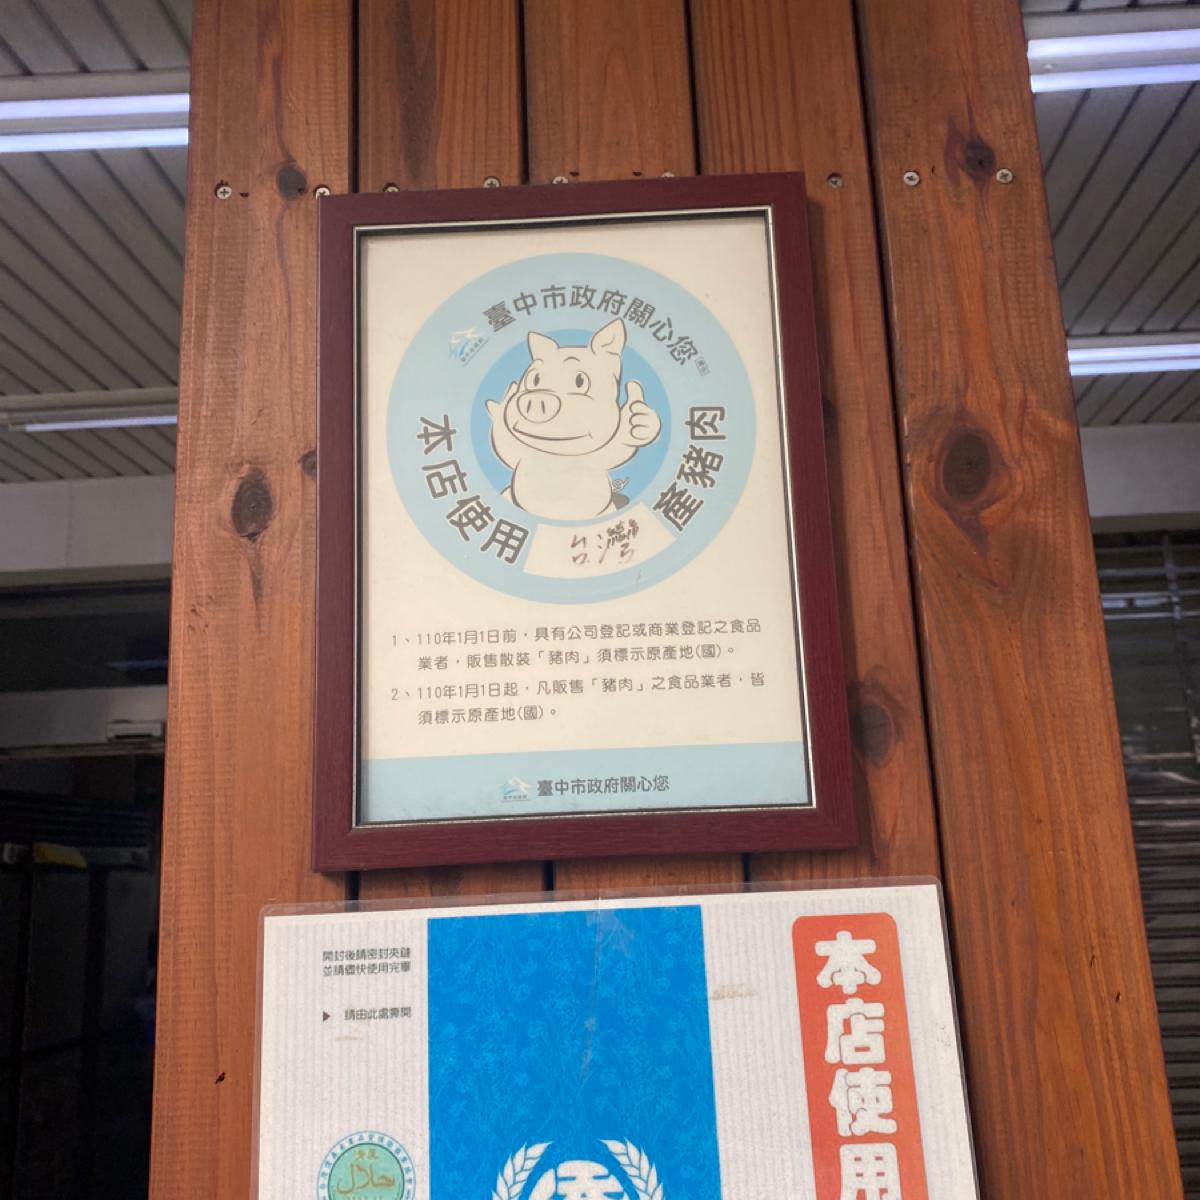 臺中市政府關心您
本店使用
台灣
產豬肉
1、110年1月1日前，具有公司登記或商業登記之食品
業者，販售散裝「豬肉」須標示原產地(國)。
2、110年1月1日起，凡販售「豬肉」之食品業者，皆
須標示原產地(國)。
臺中市政府關心您
開封後請密封夾鏈
並請儘快使用完畢
請由此處撕開
本店使用
清真
حلال